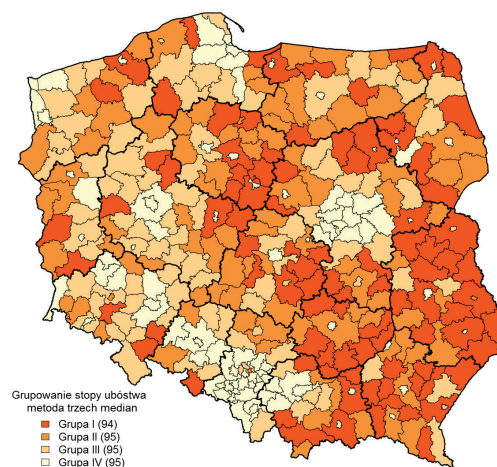 Grupowanie stopy ubóstwa
metoda trzech median
Grupa I (94)
Grupa II (95)
Grupa III (95)
Grupa IV (95)